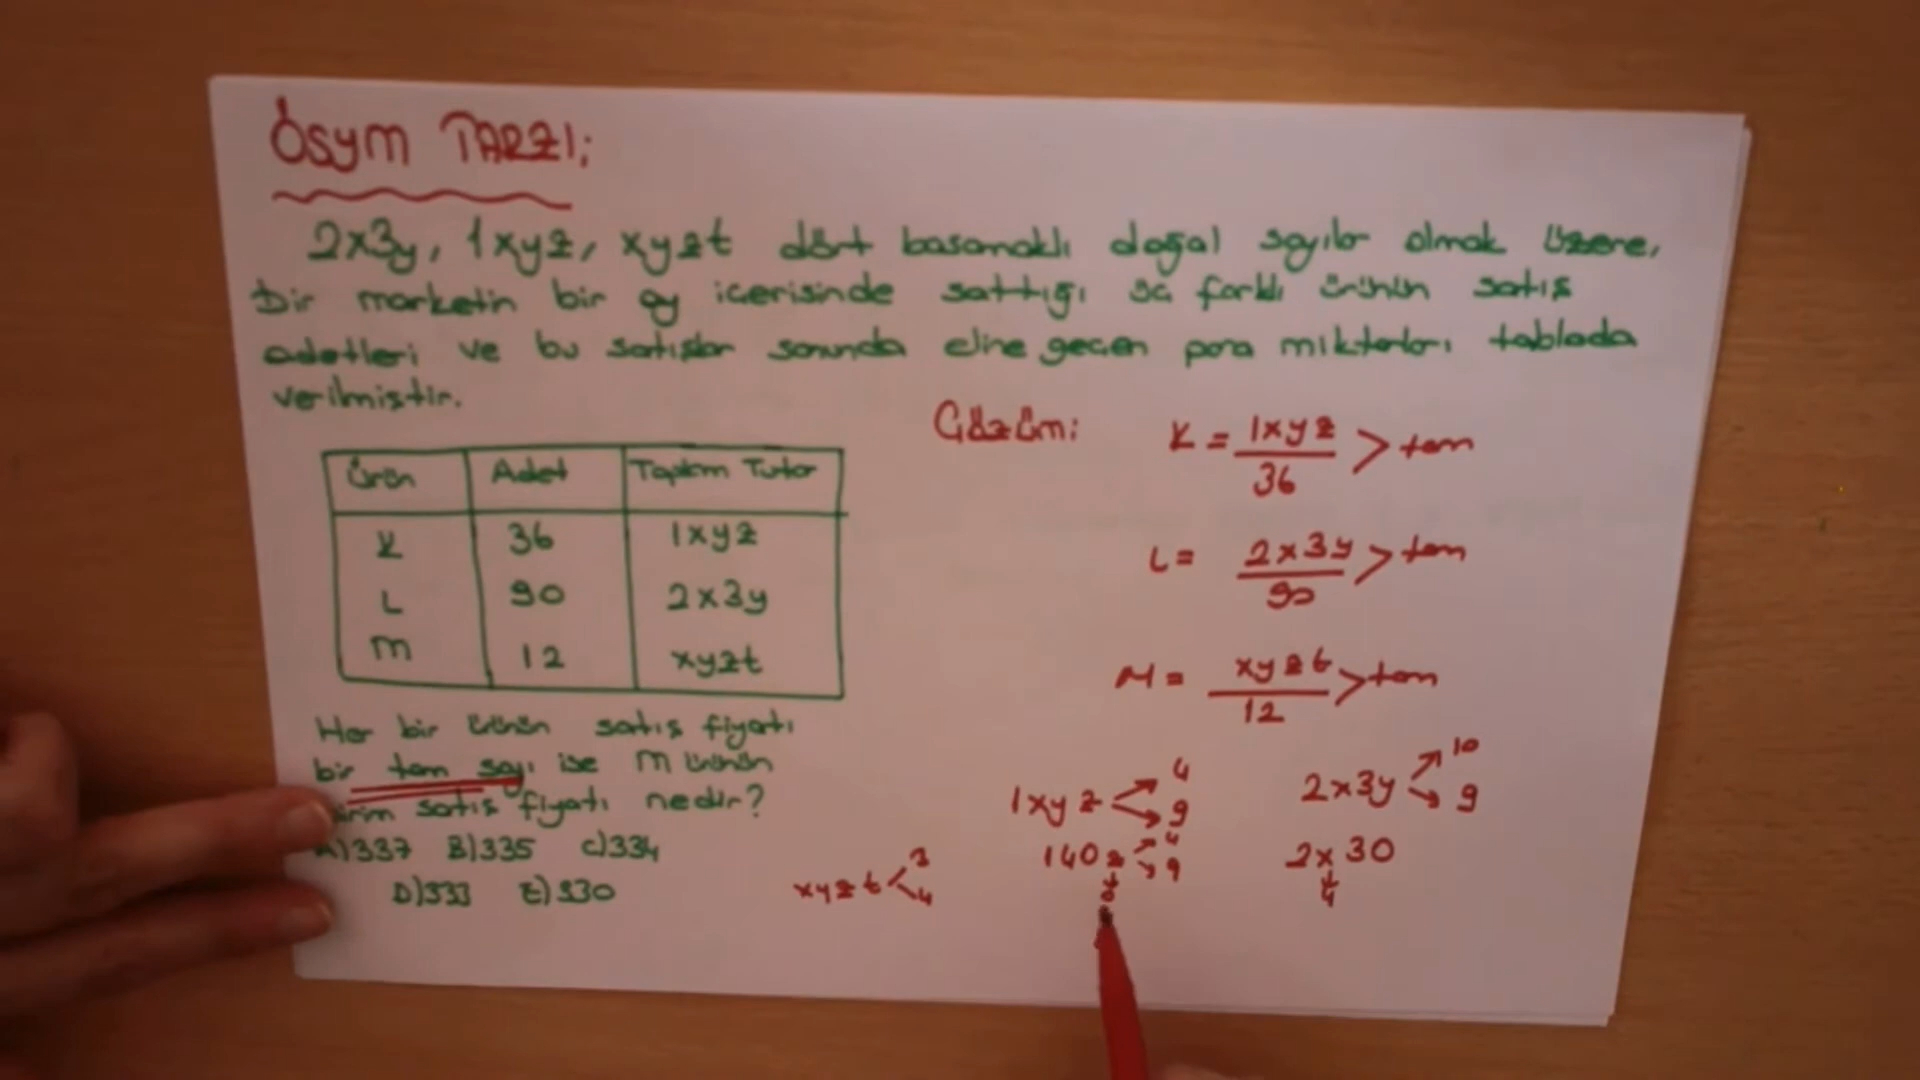 ÖSYM TARZI;
2x3y, 1xyz, xyzt dört basamaklı doğal sayılar olmak üzere,
bir marketin bir ay içerisinde sattığı üç farklı ürünün satış
adetleri ve bu satışlar sonunda eline geçen para miktarları tabloda
verilmiştir.
Ürün Adet Toplam Tutar
K 36 1xyz
L 90 2x3y
M 12 xyzt
Her bir ürünün satış fiyatı
bir tam sayı ise M ürünün
birim satış fiyatı nedir?
A)337 B)335 C)334
D)333 E)330
Çözüm:
K = 1xyz / 36 > tam
L = 2x3y / 90 > tam
M = xyzt / 12 > tam
1xyz 4 9
2x3y 10 9
140z 4 9
2x30
4
xyzt 3 4